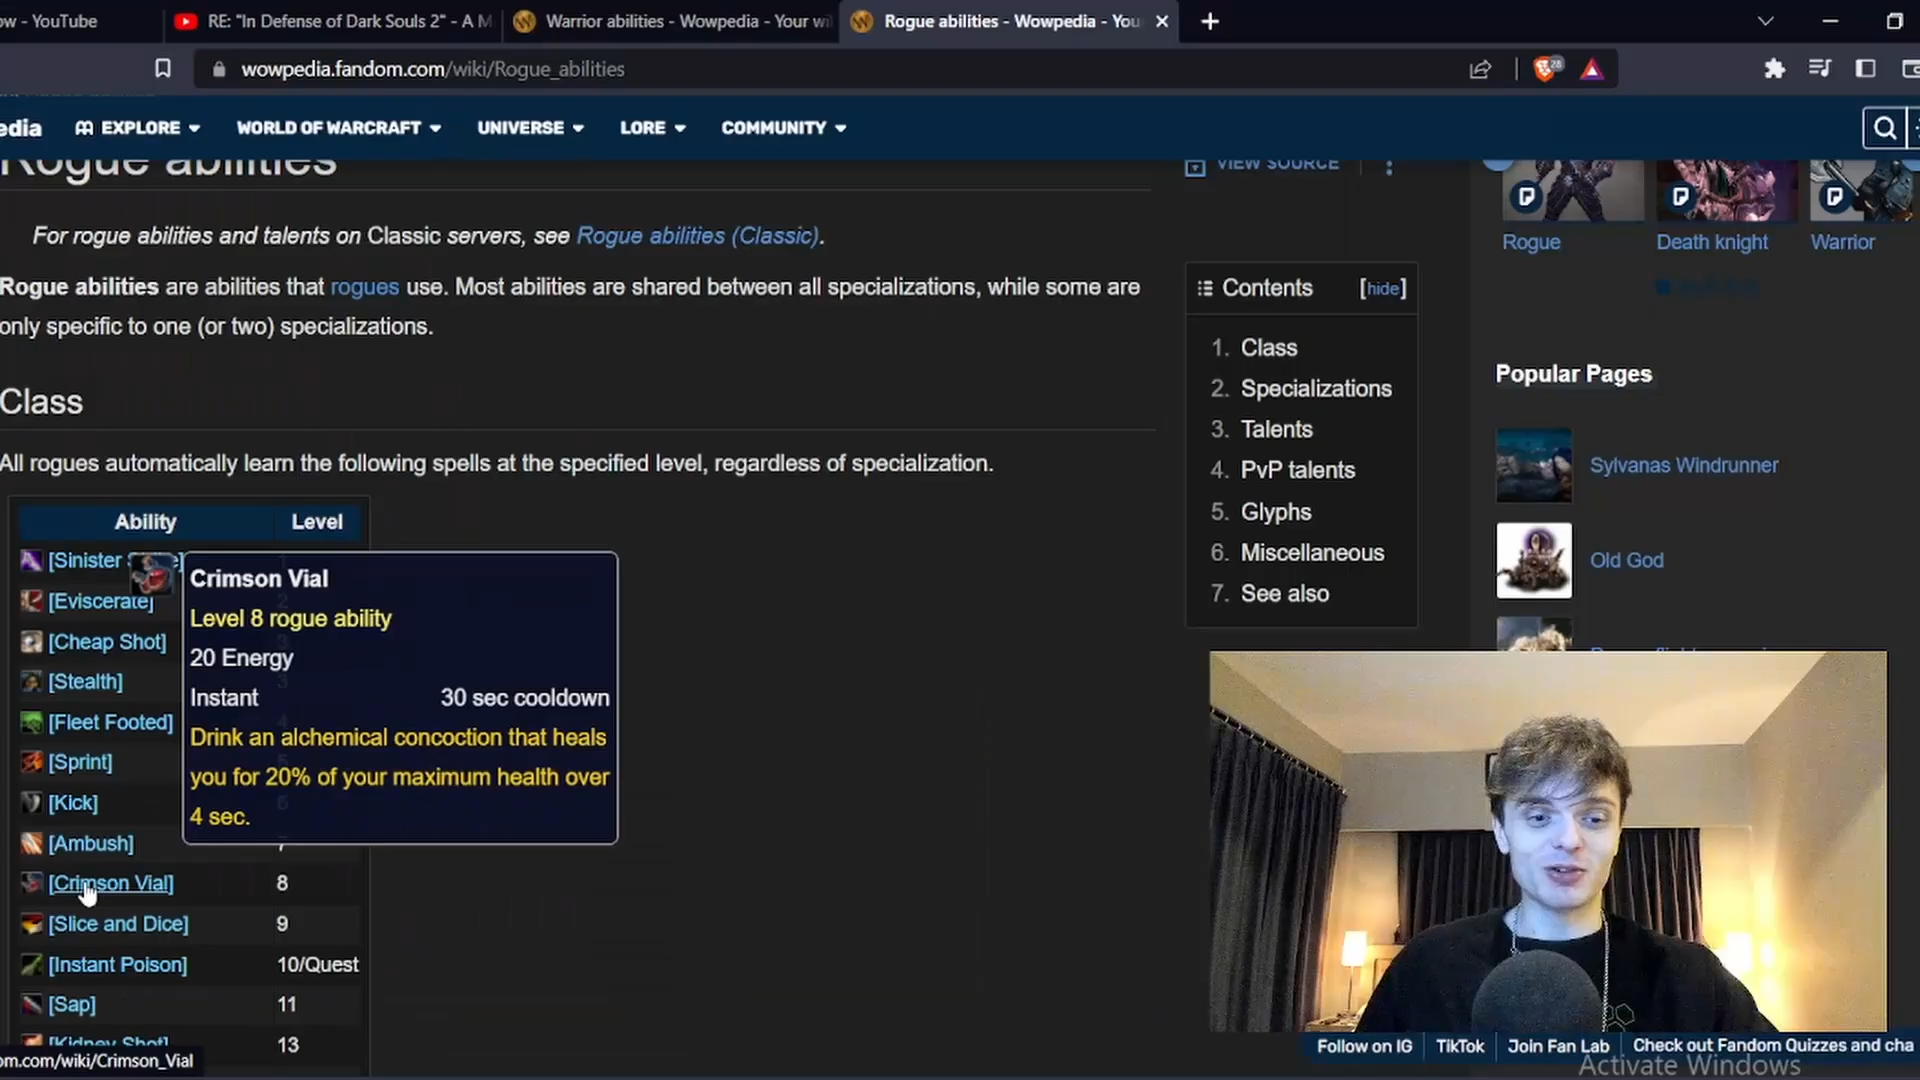 ow - YouTube
RE: "In Defense of Dark Souls 2" - A M
Warrior abilities - Wowpedia - Your wi
Rogue abilities - Wowpedia - You
wowpedia.fandom.com/wiki/Rogue_abilities
28
edia
EXPLORE
WORLD OF WARCRAFT
UNIVERSE
LORE
COMMUNITY
Rogue abilities
VIEW SOURCE
For rogue abilities and talents on Classic servers, see Rogue abilities (Classic).
Rogue abilities are abilities that rogues use. Most abilities are shared between all specializations, while some are
only specific to one (or two) specializations.
Class
All rogues automatically learn the following spells at the specified level, regardless of specialization.
Ability Level
[Sinister
[Eviscerate]
[Cheap Shot]
[Stealth]
[Fleet Footed]
[Sprint]
[Kick]
[Ambush]
[Crimson Vial] 8
[Slice and Dice] 9
[Instant Poison] 10/Quest
[Sap] 11
[Kidney Shot] 13
Crimson Vial
Level 8 rogue ability
20 Energy
Instant 30 sec cooldown
Drink an alchemical concoction that heals
you for 20% of your maximum health over
4 sec.
om.com/wiki/Crimson_Vial
Contents [hide]
1. Class
2. Specializations
3. Talents
4. PvP talents
5. Glyphs
6. Miscellaneous
7. See also
Rogue
Death knight
Warrior
Popular Pages
Sylvanas Windrunner
Old God
Follow on IG
TikTok
Join Fan Lab
Check out Fandom Quizzes and cha
Activate Windows